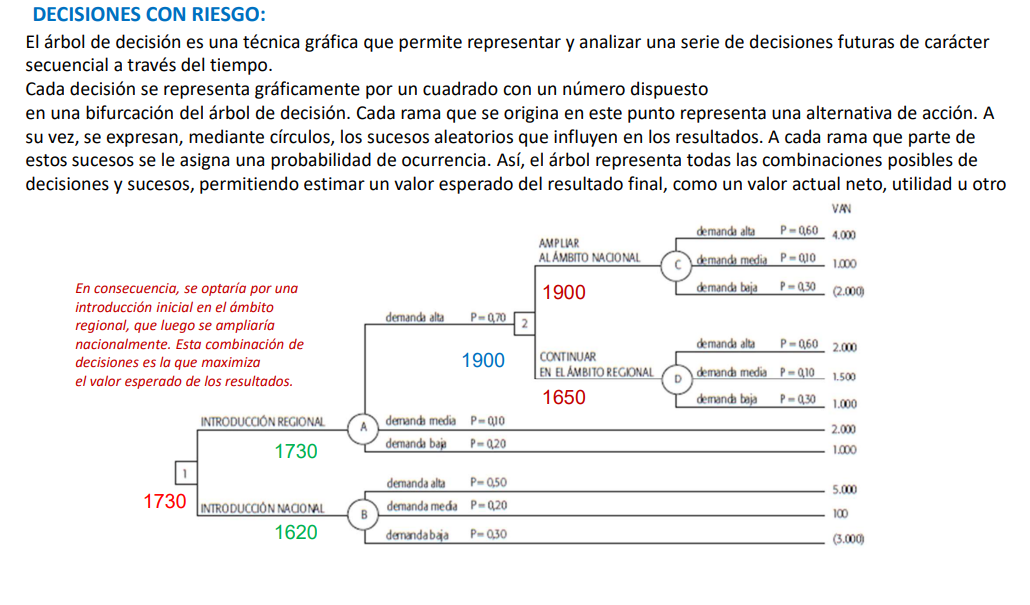 DECISIONES CON RIESGO:
El árbol de decisión es una técnica gráfica que permite representar y analizar una serie de decisiones futuras de carácter
secuencial a través del tiempo.
Cada decisión se representa gráficamente por un cuadrado con un número dispuesto
en una bifurcación del árbol de decisión. Cada rama que se origina en este punto representa una alternativa de acción. A
su vez, se expresan, mediante círculos, los sucesos aleatorios que influyen en los resultados. A cada rama que parte de
estos sucesos se le asigna una probabilidad de ocurrencia. Así, el árbol representa todas las combinaciones posibles de
decisiones y sucesos, permitiendo estimar un valor esperado del resultado final, como un valor actual neto, utilidad u otro
VAN
demanda alta P = 0,60 4.000
AMPLIAR
AL ÁMBITO NACIONAL
C
demanda media P = 0,10 1.000
demanda baja P = 0,30 (2.000)
1900
En consecuencia, se optaría por una
introducción inicial en el ámbito
regional, que luego se ampliaría
nacionalmente. Esta combinación de
decisiones es la que maximiza
el valor esperado de los resultados.
demanda alta P = 0,70
2
1900
demanda alta P = 0,60 2.000
CONTINUAR
EN EL ÁMBITO REGIONAL
D
demanda media P = 0,10 1.500
demanda baja P = 0,30 1.000
1650
INTRODUCCIÓN REGIONAL
A
demanda media P = 0,10 2.000
demanda baja P = 0,20 1.000
1730
1
1730
demanda alta P = 0,50 5.000
INTRODUCCIÓN NACIONAL
B
demanda media P = 0,20 100
demanda baja P = 0,30 (3.000)
1620